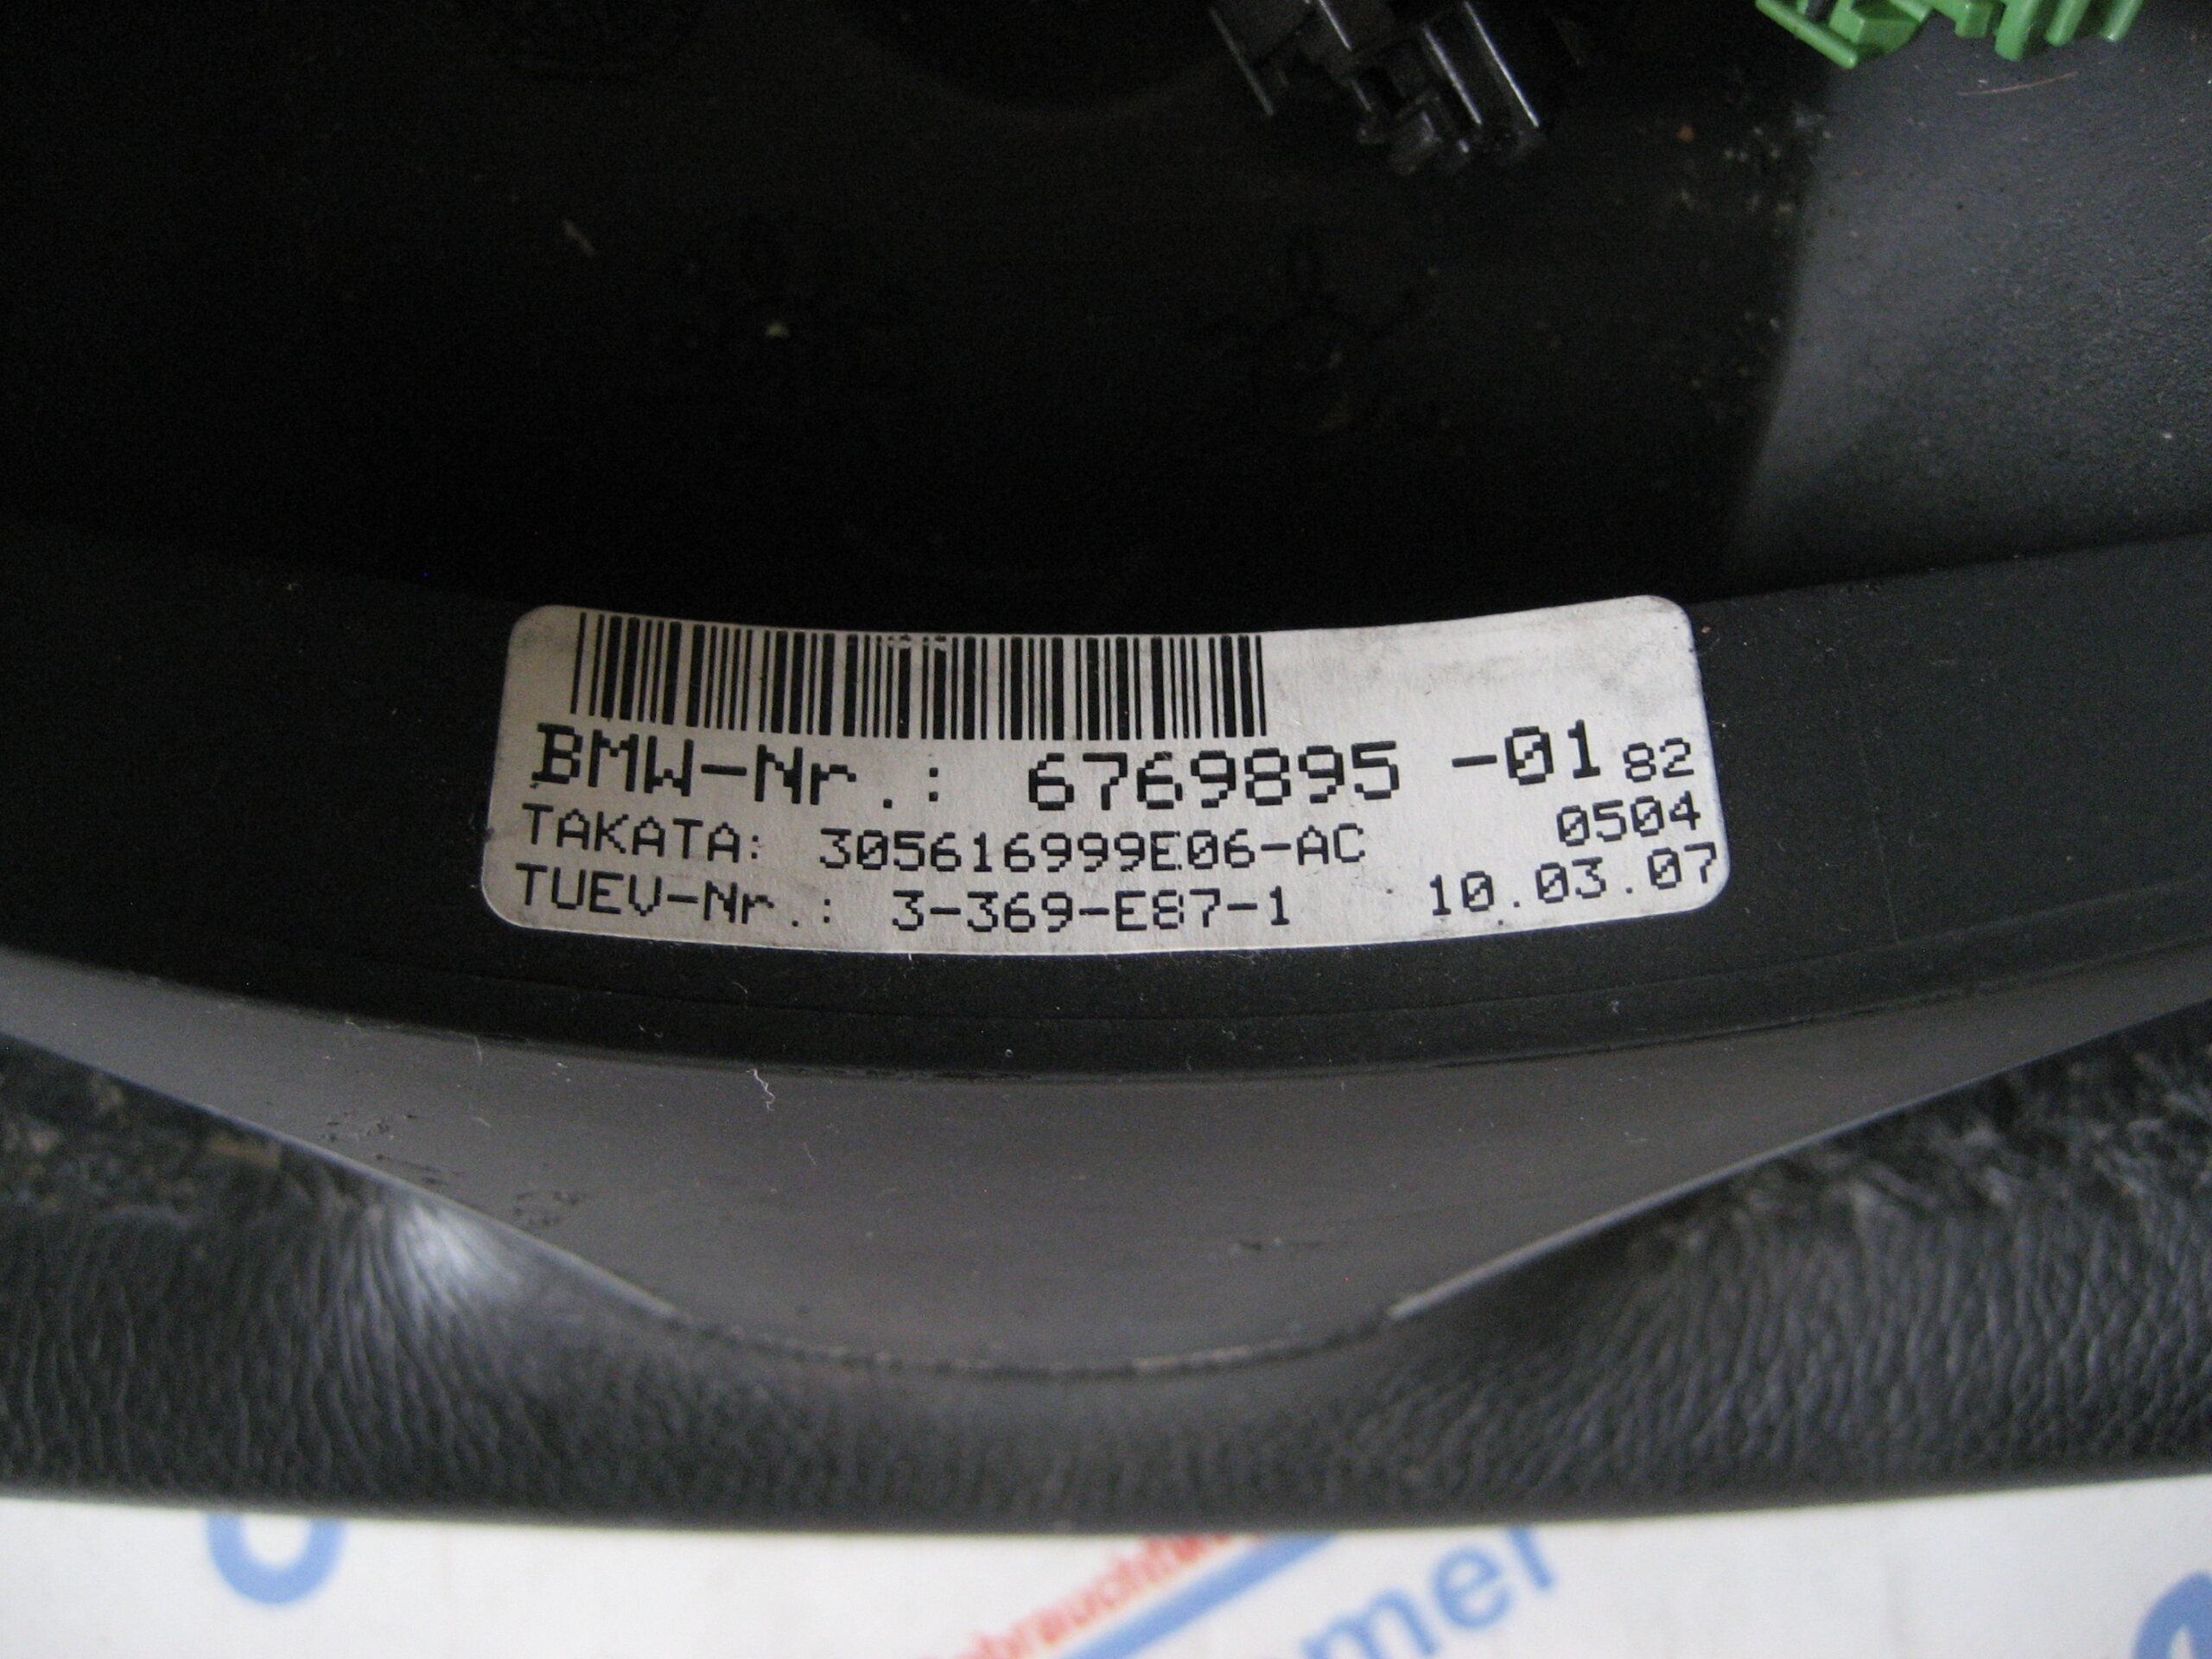 BMW-Nr.: 6769895 -01 82
TAKATA: 305616999E06-AC 0504
TUEV-Nr.: 3-369-E87-1 10.03.07